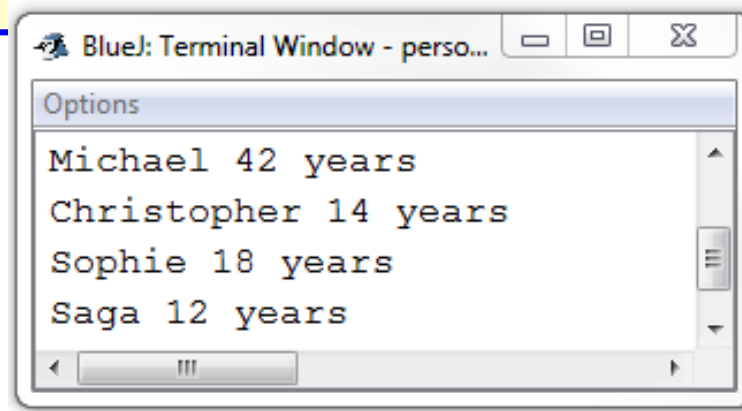 BlueJ: Terminal Window - perso...
Options
Michael 42 years
Christopher 14 years
Sophie 18 years
Saga 12 years